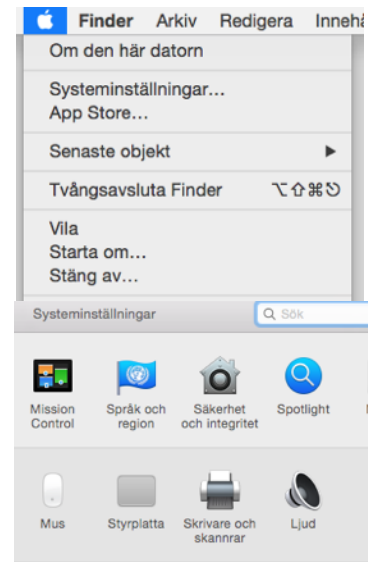 Finder Arkiv Redigera
Om den här datorn
Systeminställningar...
App Store...
Senaste objekt
Tvångsavsluta Finder ⌥⇧⌘⎋
Vila
Starta om...
Stäng av...
Systeminställningar Sök
Mission Control
Språk och region
Säkerhet och integritet
Spotlight
Mus
Styrplatta
Skrivare och skannrar
Ljud